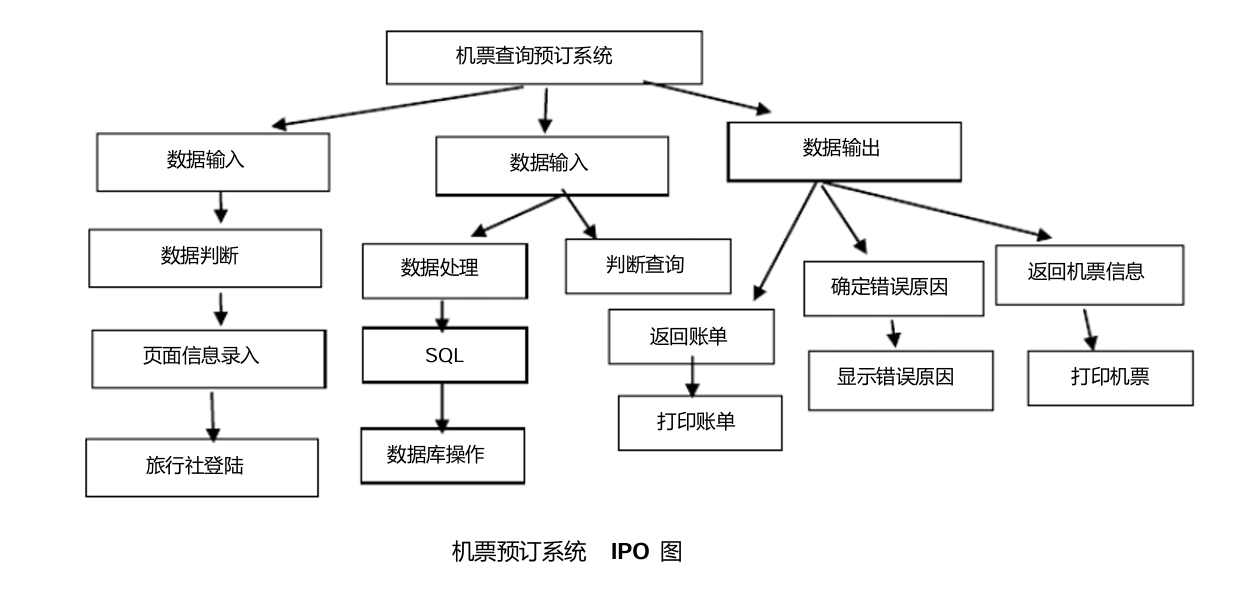 机票查询预订系统
数据输入
数据输入
数据输出
数据判断
数据处理
判断查询
确定错误原因
返回机票信息
页面信息录入
SQL
返回账单
显示错误原因
打印机票
旅行社登陆
数据库操作
打印账单
机票预订系统 IPO 图